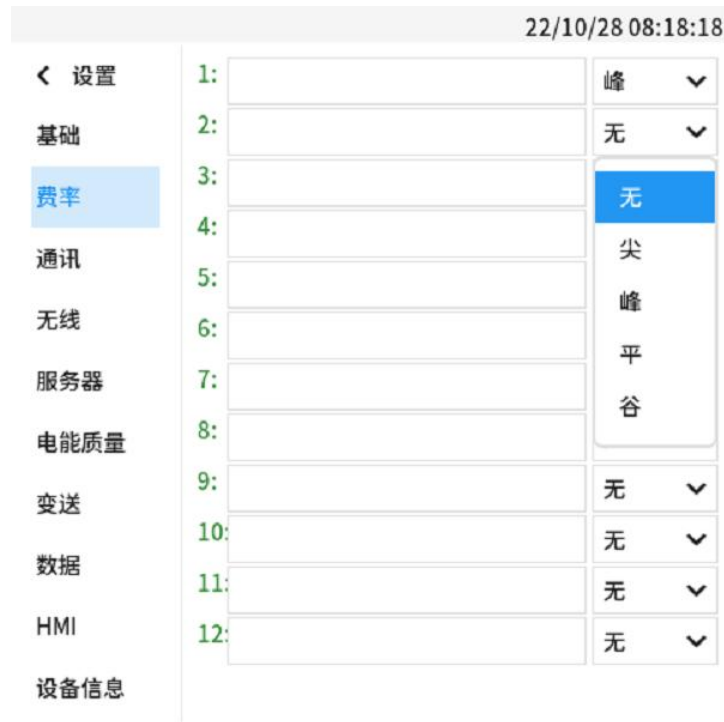 22/10/28 08:18:18
设置
基础
费率
通讯
无线
服务器
电能质量
变送
数据
HMI
设备信息
1: 峰
2: 无
3:
4:
5:
6:
7:
8:
无
尖
峰
平
谷
9: 无
10: 无
11: 无
12: 无